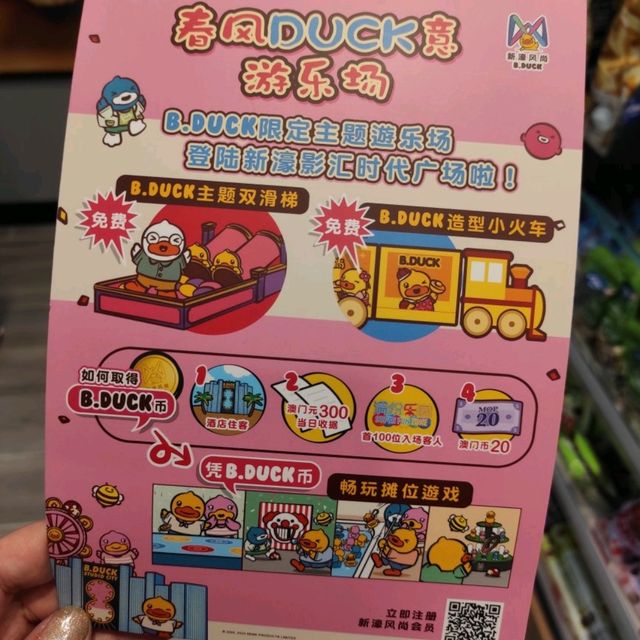 春风DUCK意
游乐场
新濠风尚
B.DUCK
B.DUCK限定主题遊乐场
登陆新濠影汇时代广场啦！
B.DUCK主题双滑梯
免费
免费
B.DUCK造型小火车
B.DUCK
如何取得
B.DUCK币
1
酒店住客
2
澳门元300
当日收据
3
首100位入场客人
4
MOP
20
澳门币20
凭B.DUCK币
畅玩摊位遊戏
B.DUCK
STUDIO CITY
立即注册
新濠风尚会员